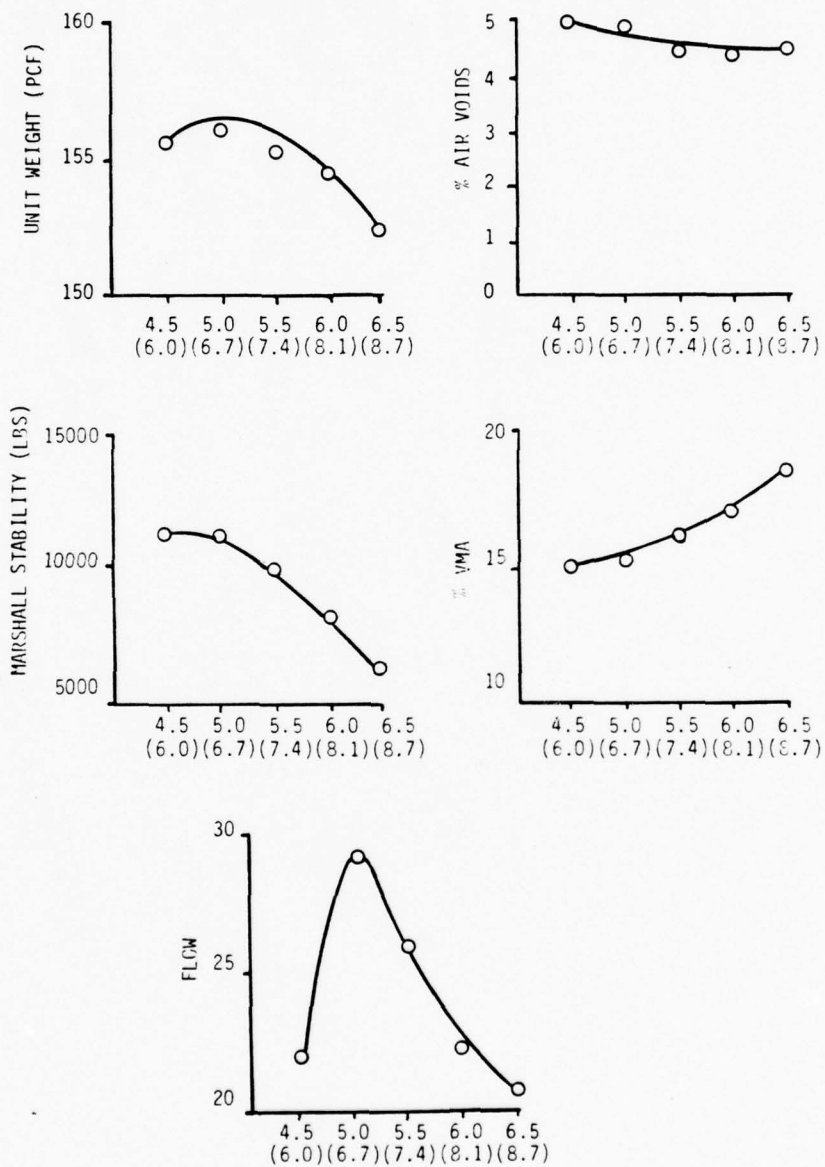 UNIT WEIGHT (PCF)
160
155
150
4.5 5.0 5.5 6.0 6.5
(6.0)(6.7)(7.4)(8.1)(8.7)
% AIR VOIDS
5
4
3
2
1
0
4.5 5.0 5.5 6.0 6.5
(6.0)(6.7)(7.4)(8.1)(8.7)
MARSHALL STABILITY (LBS)
15000
10000
5000
4.5 5.0 5.5 6.0 6.5
(6.0)(6.7)(7.4)(8.1)(8.7)
% VMA
20
15
10
4.5 5.0 5.5 6.0 6.5
(6.0)(6.7)(7.4)(8.1)(8.7)
FLOW
30
25
20
4.5 5.0 5.5 6.0 6.5
(6.0)(6.7)(7.4)(8.1)(8.7)